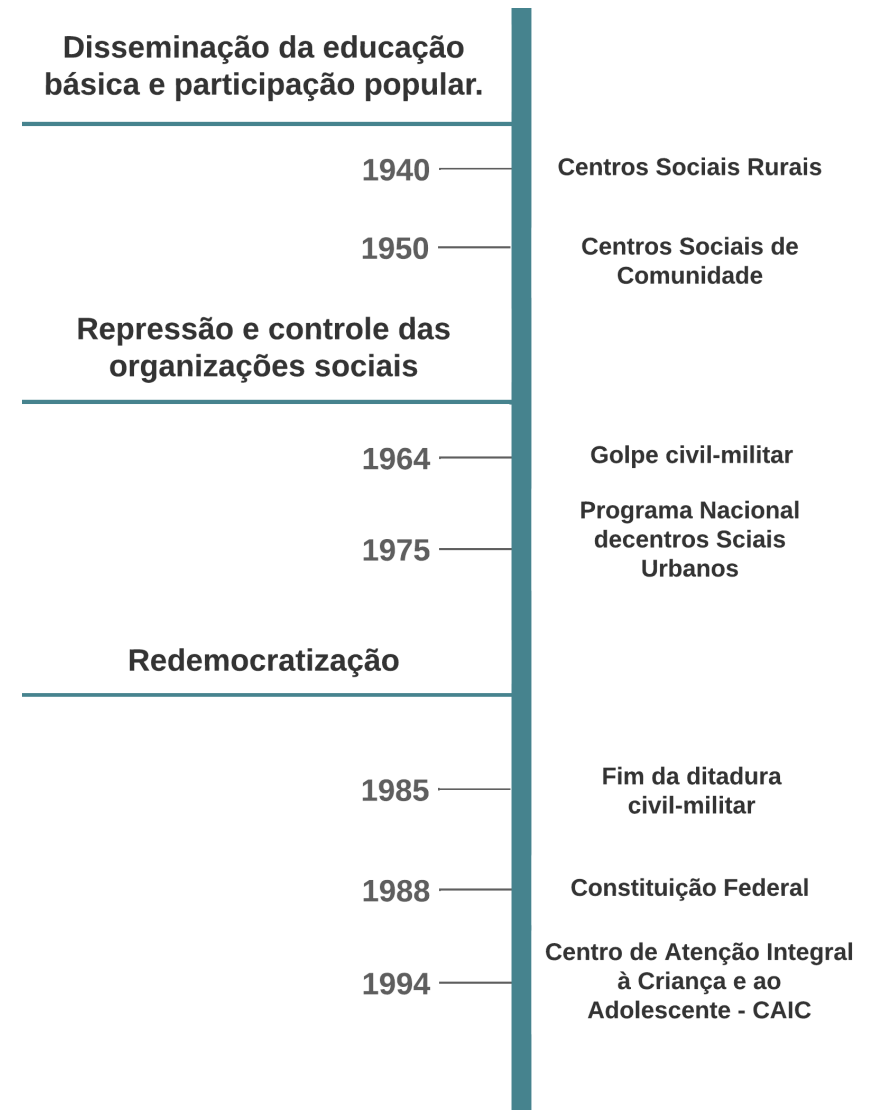 Disseminação da educação
básica e participação popular.
1940
Centros Sociais Rurais
1950
Centros Sociais de
Comunidade
Repressão e controle das
organizações sociais
1964
Golpe civil-militar
1975
Programa Nacional
decentros Sciais
Urbanos
Redemocratização
1985
Fim da ditadura
civil-militar
1988
Constituição Federal
1994
Centro de Atenção Integral
à Criança e ao
Adolescente - CAIC